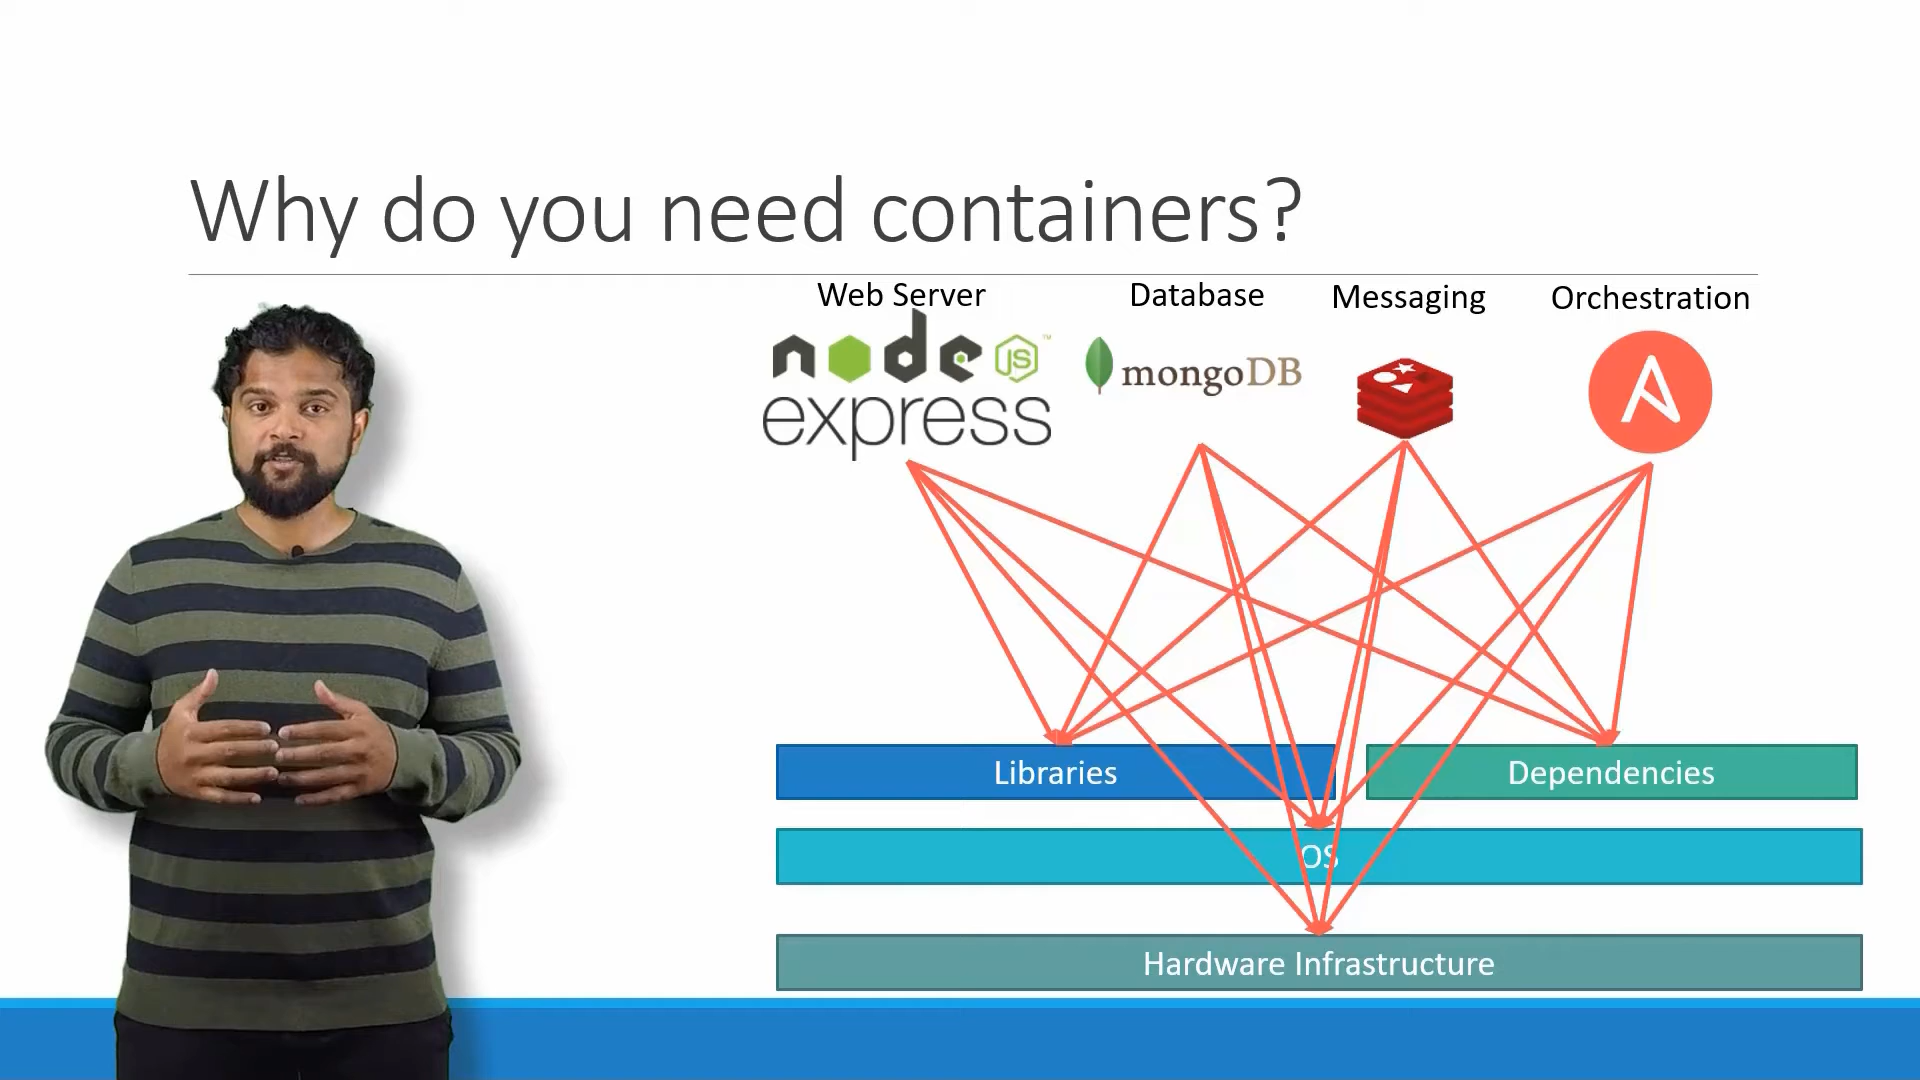 Why do you need containers?
Web Server
Database
Messaging
Orchestration
node JS ™
express
mongoDB
Libraries
Dependencies
OS
Hardware Infrastructure